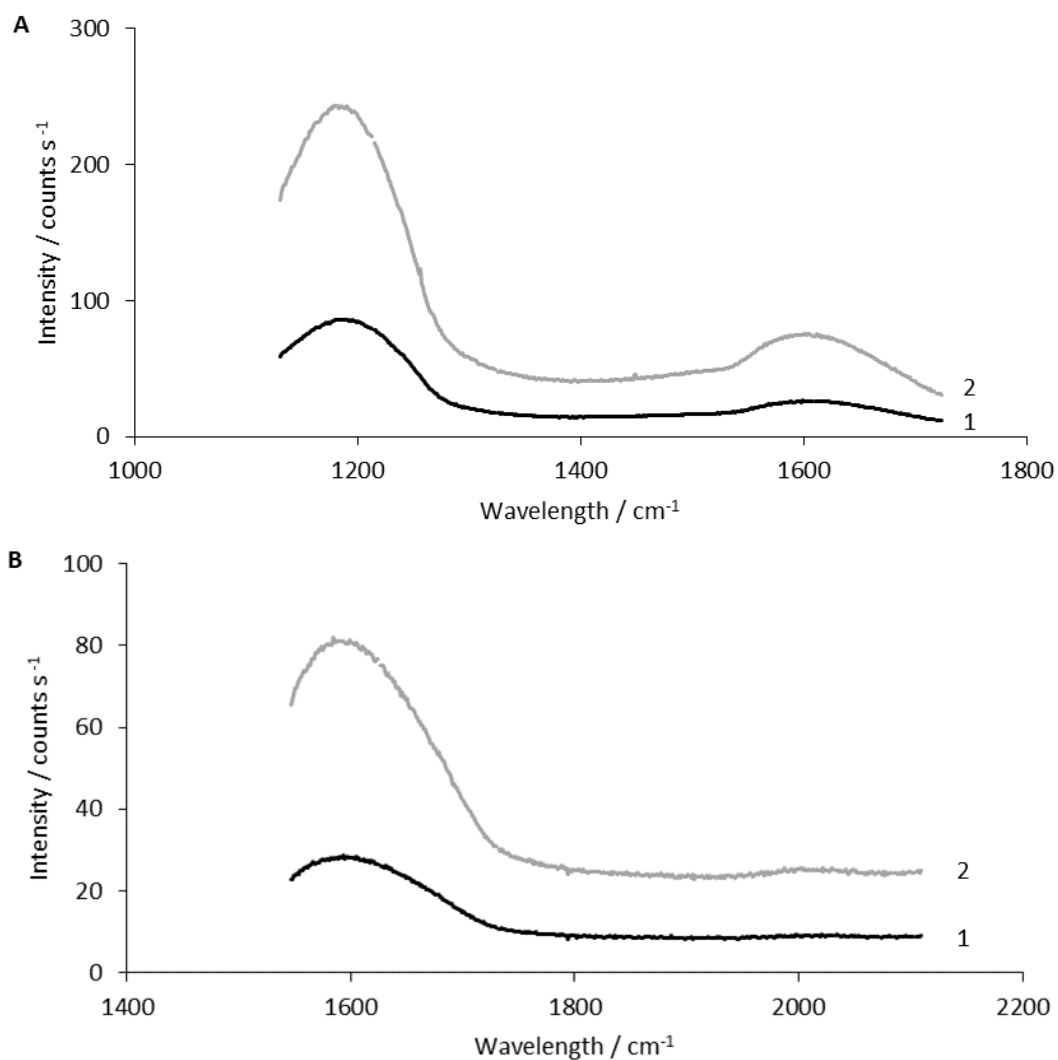 A
300
200
100
0
Intensity / counts s⁻¹
2
1
1000 1200 1400 1600 1800
Wavelength / cm⁻¹
B
100
80
60
40
20
0
Intensity / counts s⁻¹
2
1
1400 1600 1800 2000 2200
Wavelength / cm⁻¹